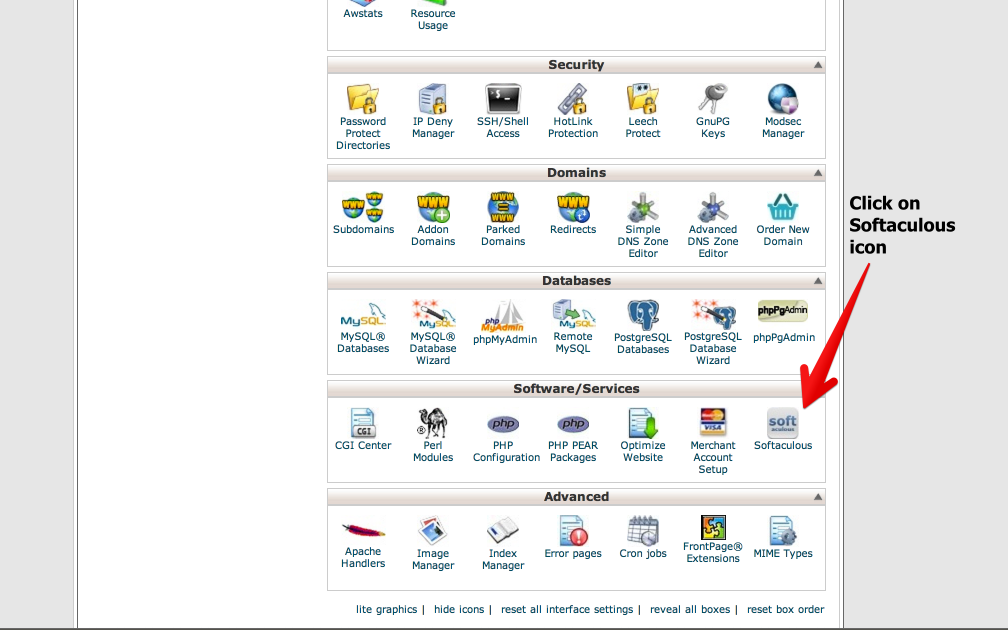 Awstats Resource
Usage
Security
Password IP Deny SSH/Shell HotLink Leech GnuPG Modsec
Protect Manager Access Protection Protect Keys Manager
Directories
Domains
Subdomains Addon Parked Redirects Simple Advanced Order New
Domains Domains DNS Zone DNS Zone Domain
Editor Editor
Click on
Softaculous
icon
Databases
MySQL® MySQL® phpMyAdmin Remote PostgreSQL PostgreSQL phpPgAdmin
Databases Database MySQL Databases Database
Wizard Wizard
Software/Services
CGI Center Perl PHP PHP PEAR Optimize Merchant Softaculous
Modules Configuration Packages Website Account
Setup
Advanced
Apache Image Index Error pages Cron jobs FrontPage® MIME Types
Handlers Manager Manager Extensions
lite graphics | hide icons | reset all interface settings | reveal all boxes | reset box order